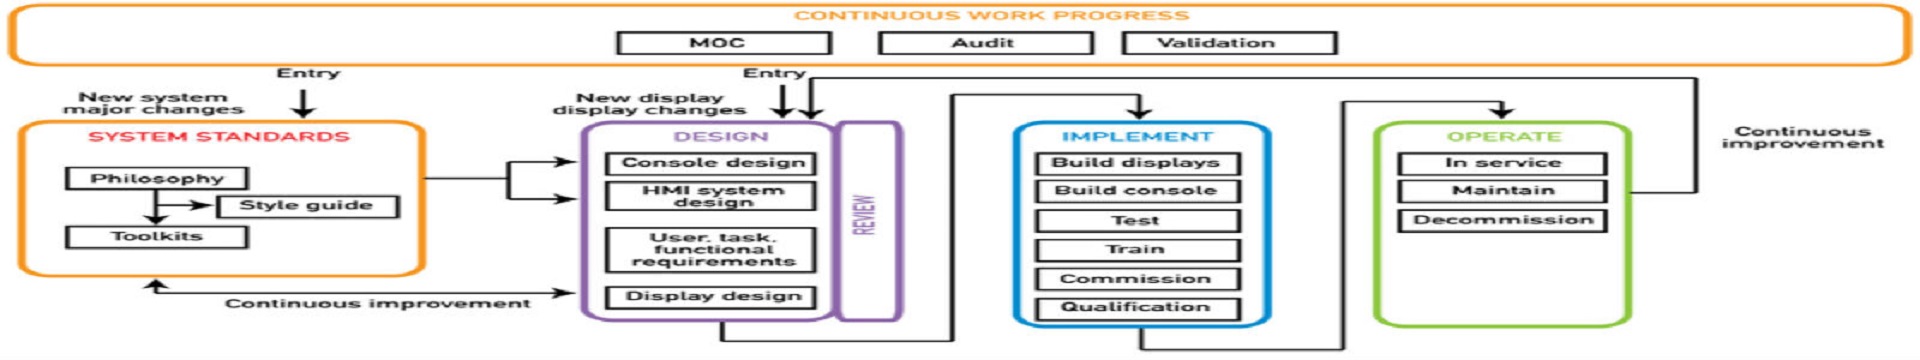 CONTINUOUS WORK PROGRESS
MOC
Audit
Validation
Entry
New system
major changes
SYSTEM STANDARDS
Philosophy
Style guide
Toolkits
Continuous improvement
Entry
New display
display changes
DESIGN
Console design
HMI system
design
User, task,
functional
requirements
Display design
REVIEW
IMPLEMENT
Build displays
Build console
Test
Train
Commission
Qualification
OPERATE
In service
Maintain
Decommission
Continuous
improvement